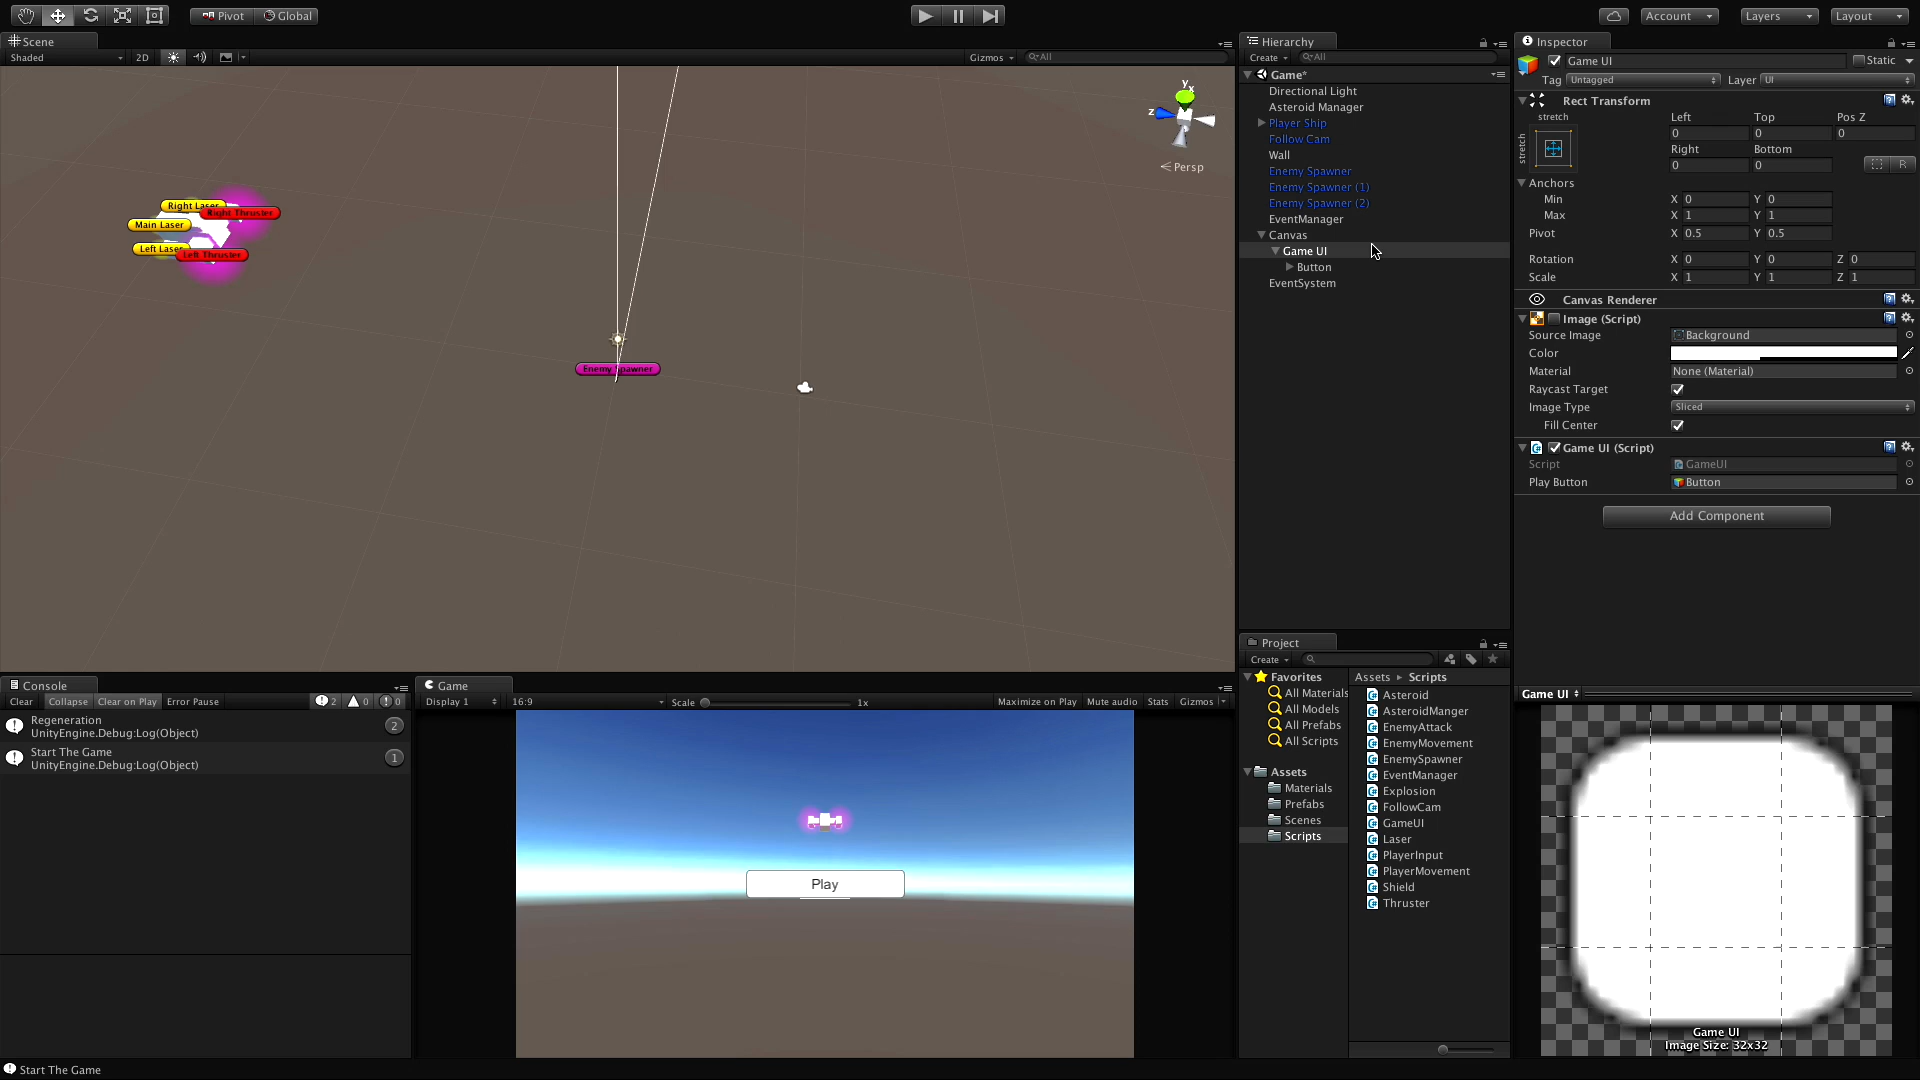 Pivot Global Account Layers Layout
Scene
Shaded 2D Gizmos All
y
x
z
Persp
Right Laser
Right Thruster
Main Laser
Left Laser
Left Thruster
Enemy Spawner
Hierarchy
Create All
Game*
Directional Light
Asteroid Manager
Player Ship
Follow Cam
Wall
Enemy Spawner
Enemy Spawner (1)
Enemy Spawner (2)
EventManager
Canvas
Game UI
Button
EventSystem
Inspector
Game UI Static
Tag Untagged Layer UI
Rect Transform
stretch Left Top Pos Z
stretch 0 0 0
Right Bottom
0 0 R
Anchors
Min X 0 Y 0
Max X 1 Y 1
Pivot X 0.5 Y 0.5
Rotation X 0 Y 0 Z 0
Scale X 1 Y 1 Z 1
Canvas Renderer
Image (Script)
Source Image Background
Color
Material None (Material)
Raycast Target
Image Type Sliced
Fill Center
Game UI (Script)
Script GameUI
Play Button Button
Add Component
Console
Clear Collapse Clear on Play Error Pause 2 0 0
Regeneration
UnityEngine.Debug:Log(Object) 2
Start The Game
UnityEngine.Debug:Log(Object) 1
Game
Display 1 16:9 Scale 1x Maximize on Play Mute audio Stats Gizmos
Play
Project
Create
Favorites
All Materials
All Models
All Prefabs
All Scripts
Assets
Materials
Prefabs
Scenes
Scripts
Assets Scripts
Asteroid
AsteroidManger
EnemyAttack
EnemyMovement
EnemySpawner
EventManager
Explosion
FollowCam
GameUI
Laser
PlayerInput
PlayerMovement
Shield
Thruster
Game UI
Game UI
Image Size: 32x32
Start The Game